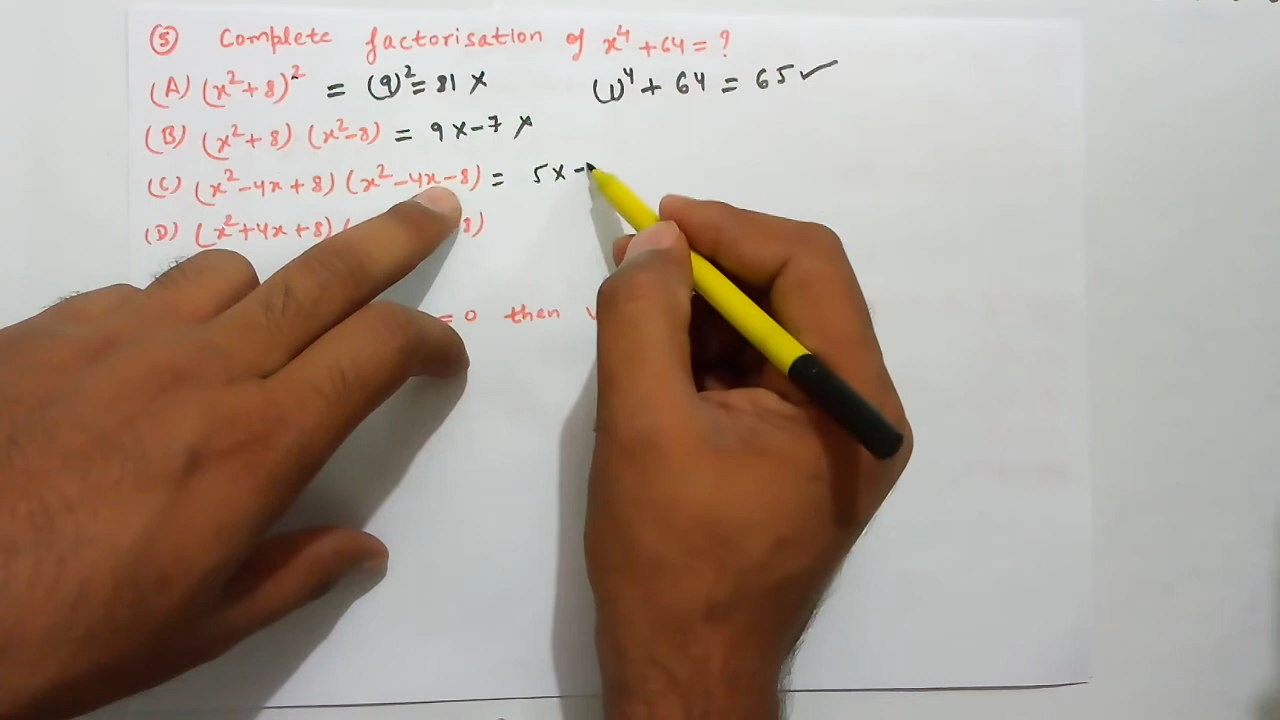 ⑤ Complete factorisation of x⁴ + 64 = ?
(A) (x² + 8)² = (9)² = 81 × (1)⁴ + 64 = 65 ✓
(B) (x² + 8) (x² - 8) = 9 × -7 ×
(C) (x² - 4x + 8) (x² - 4x - 8) = 5 × -
(D) (x² + 4x + 8) ( 8)
= 0 then